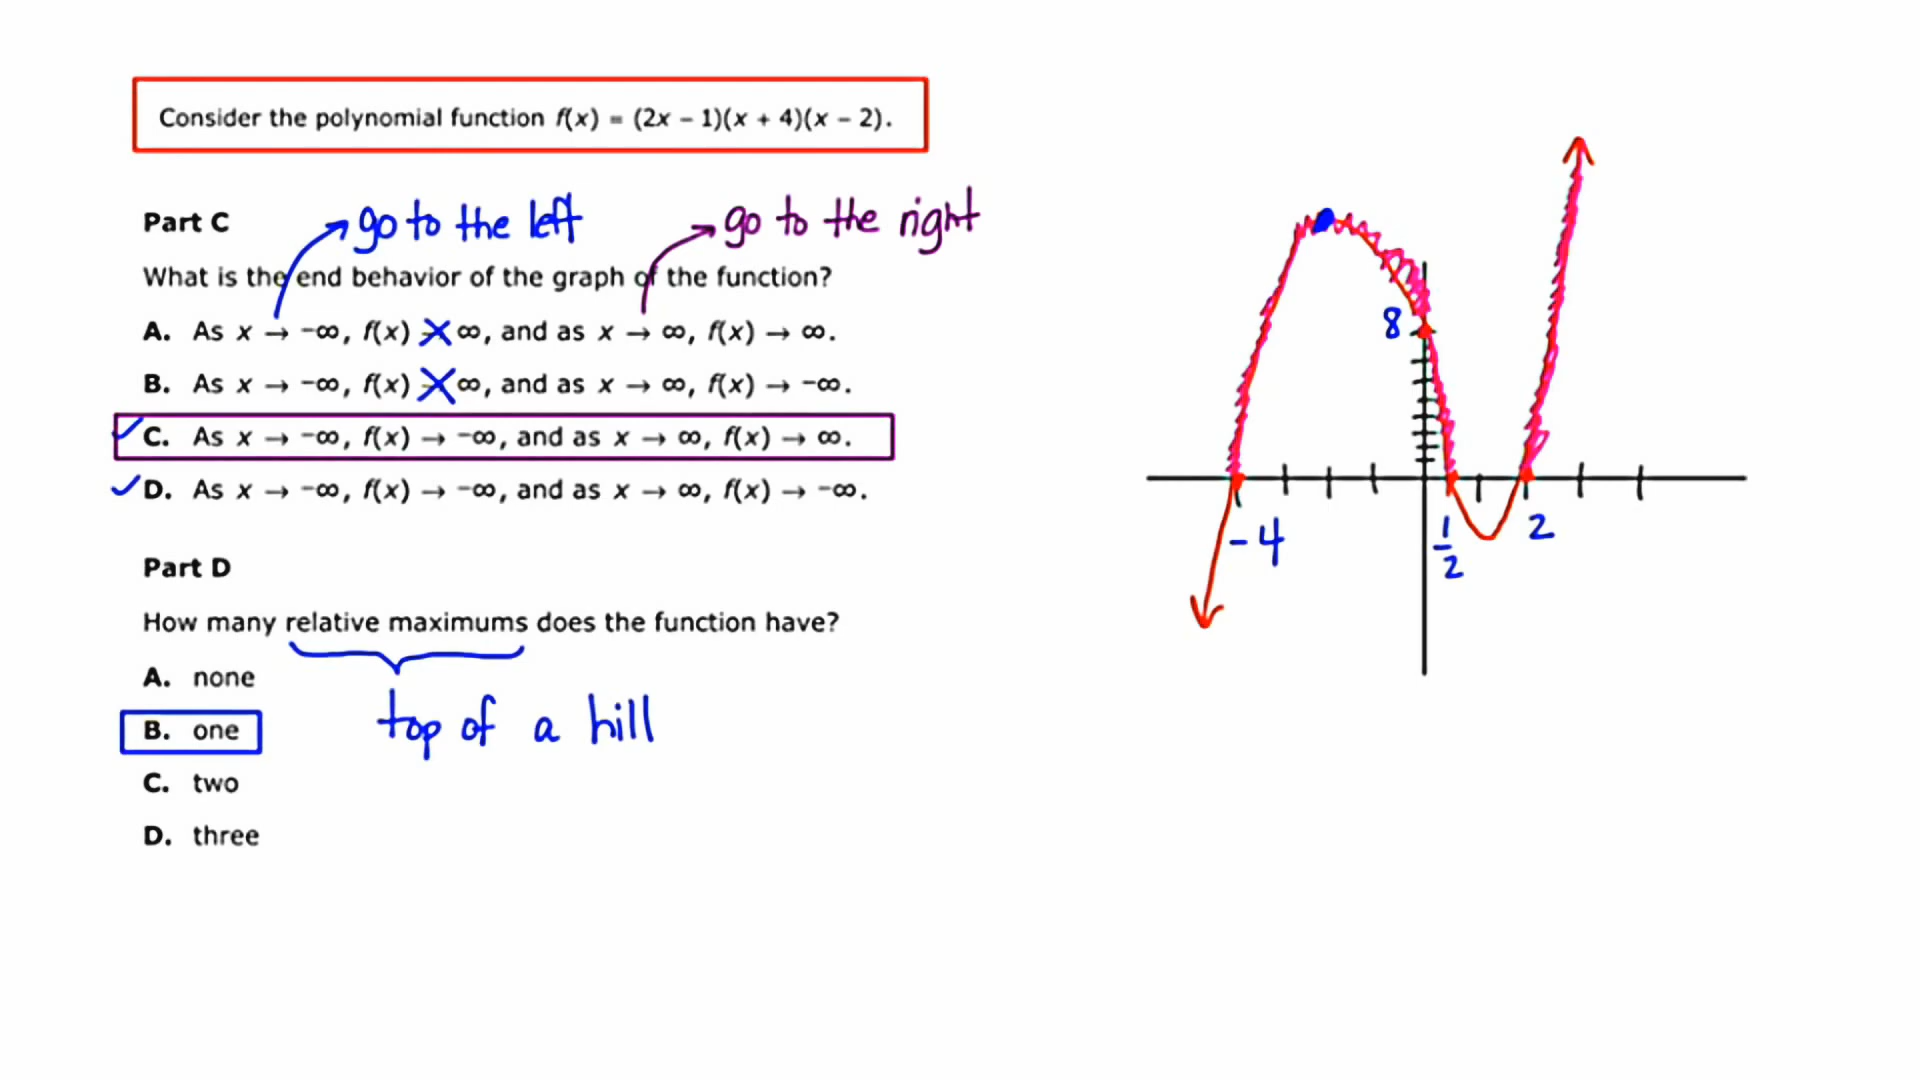 Consider the polynomial function f(x) = (2x − 1)(x + 4)(x − 2).
Part C
go to the left
go to the right
What is the end behavior of the graph of the function?
A. As x → −∞, f(x) → ∞, and as x → ∞, f(x) → ∞.
B. As x → −∞, f(x) → ∞, and as x → ∞, f(x) → −∞.
C. As x → −∞, f(x) → −∞, and as x → ∞, f(x) → ∞.
D. As x → −∞, f(x) → −∞, and as x → ∞, f(x) → −∞.
Part D
How many relative maximums does the function have?
A. none
B. one
top of a hill
C. two
D. three
8
-4
1/2
2